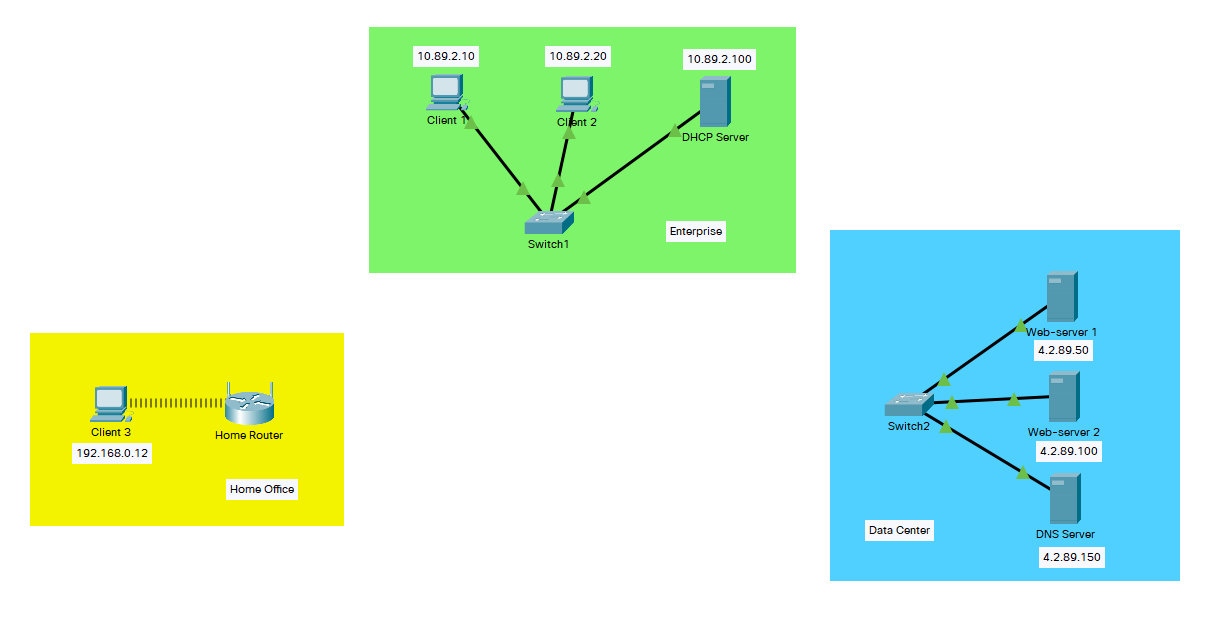 10.89.2.10
10.89.2.20
10.89.2.100
Client 1
Client 2
DHCP Server
Switch1
Enterprise
Web-server 1
4.2.89.50
Switch2
Web-server 2
4.2.89.100
DNS Server
4.2.89.150
Data Center
Client 3
Home Router
192.168.0.12
Home Office